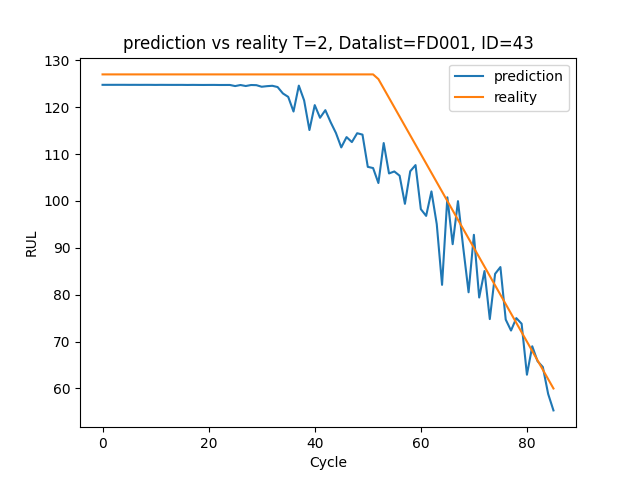 prediction vs reality T=2, Datalist=FD001, ID=43
prediction
reality
RUL
130
120
110
100
90
80
70
60
0 20 40 60 80
Cycle